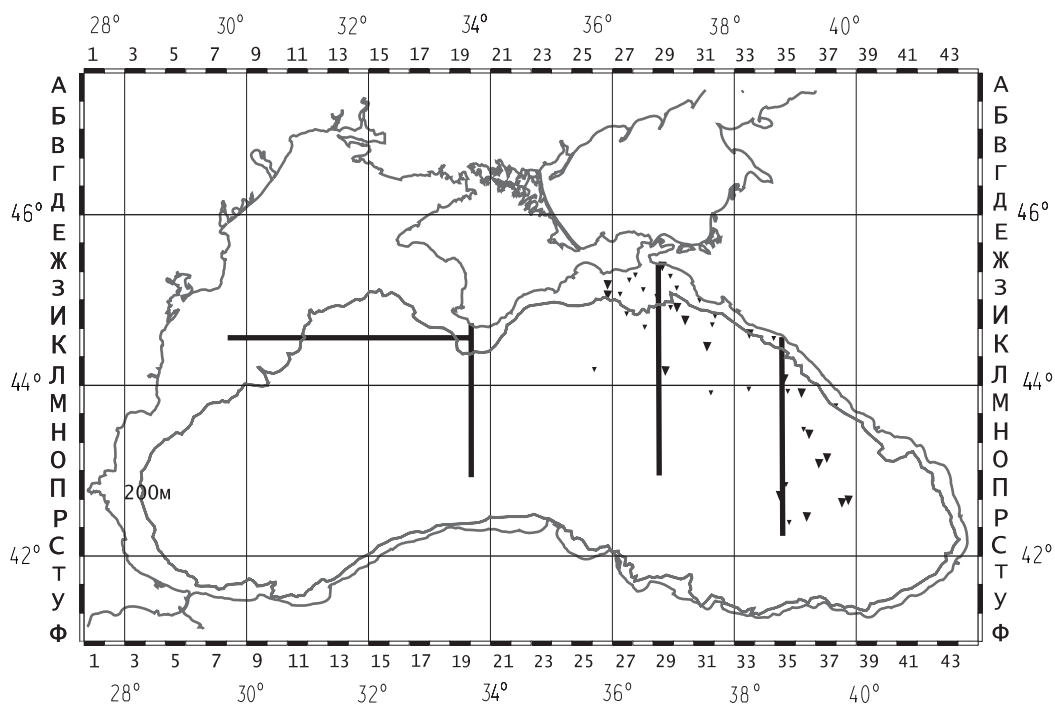 28° 30° 32° 34° 36° 38° 40°
1 3 5 7 9 11 13 15 17 19 21 23 25 27 29 31 33 35 37 39 41 43
А А
Б Б
В В
Г Г
46° Д Д 46°
Е Е
Ж Ж
З З
И И
К К
44° Л Л 44°
М М
Н Н
О О
П 200м П
Р Р
42° С С 42°
Т Т
У У
Ф Ф
1 3 5 7 9 11 13 15 17 19 21 23 25 27 29 31 33 35 37 39 41 43
28° 30° 32° 34° 36° 38° 40°